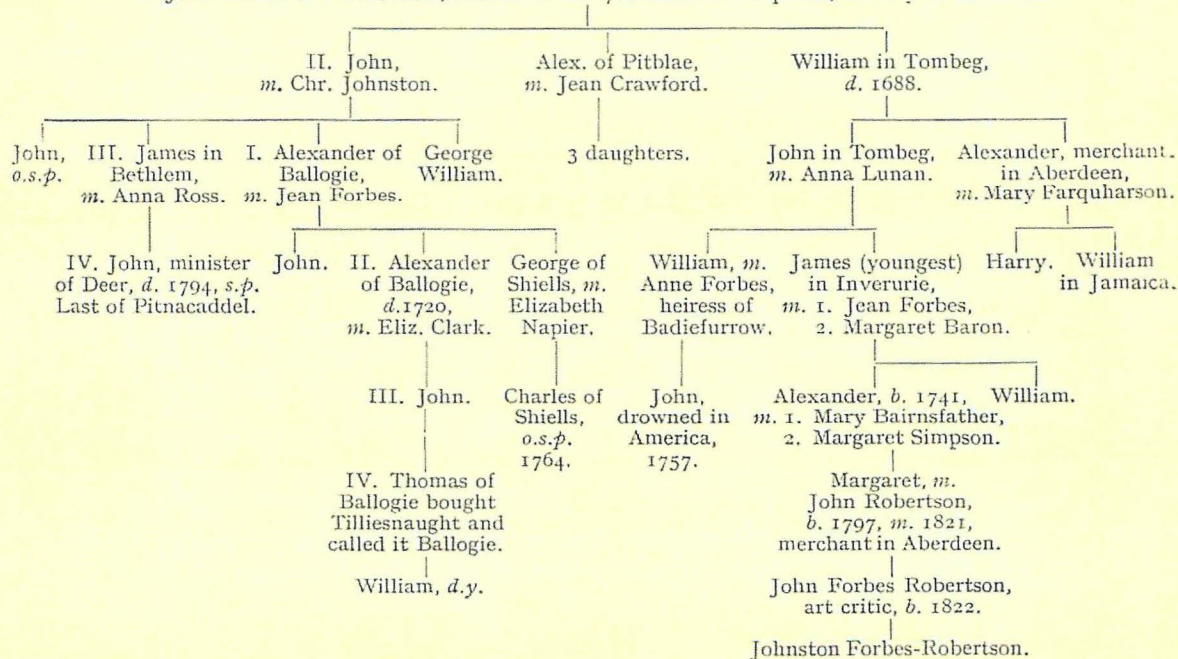 II. John,
m. Chr. Johnston.
Alex. of Pitblae,
m. Jean Crawford.
William in Tombeg,
d. 1688.
John,
o.s.p.
III. James in
Bethlem,
m. Anna Ross.
I. Alexander of
Ballogie,
m. Jean Forbes.
George
William.
3 daughters.
John in Tombeg,
m. Anna Lunan.
Alexander, merchant
in Aberdeen,
m. Mary Farquharson.
IV. John, minister
of Deer, d. 1794, s.p.
Last of Pitnacaddel.
John.
II. Alexander
of Ballogie,
d.1720,
m. Eliz. Clark.
George of
Shiells, m.
Elizabeth
Napier.
William, m.
Anne Forbes,
heiress of
Badiefurrow.
James (youngest)
in Inverurie,
m. 1. Jean Forbes,
2. Margaret Baron.
Harry.
William
in Jamaica.
III. John.
Charles of
Shiells,
o.s.p.
1764.
John,
drowned in
America,
1757.
Alexander, b. 1741,
m. 1. Mary Bairnsfather,
2. Margaret Simpson.
William.
IV. Thomas of
Ballogie bought
Tilliesnaught and
called it Ballogie.
Margaret, m.
John Robertson,
b. 1797, m. 1821,
merchant in Aberdeen.
William, d.y.
John Forbes Robertson,
art critic, b. 1822.
Johnston Forbes-Robertson.